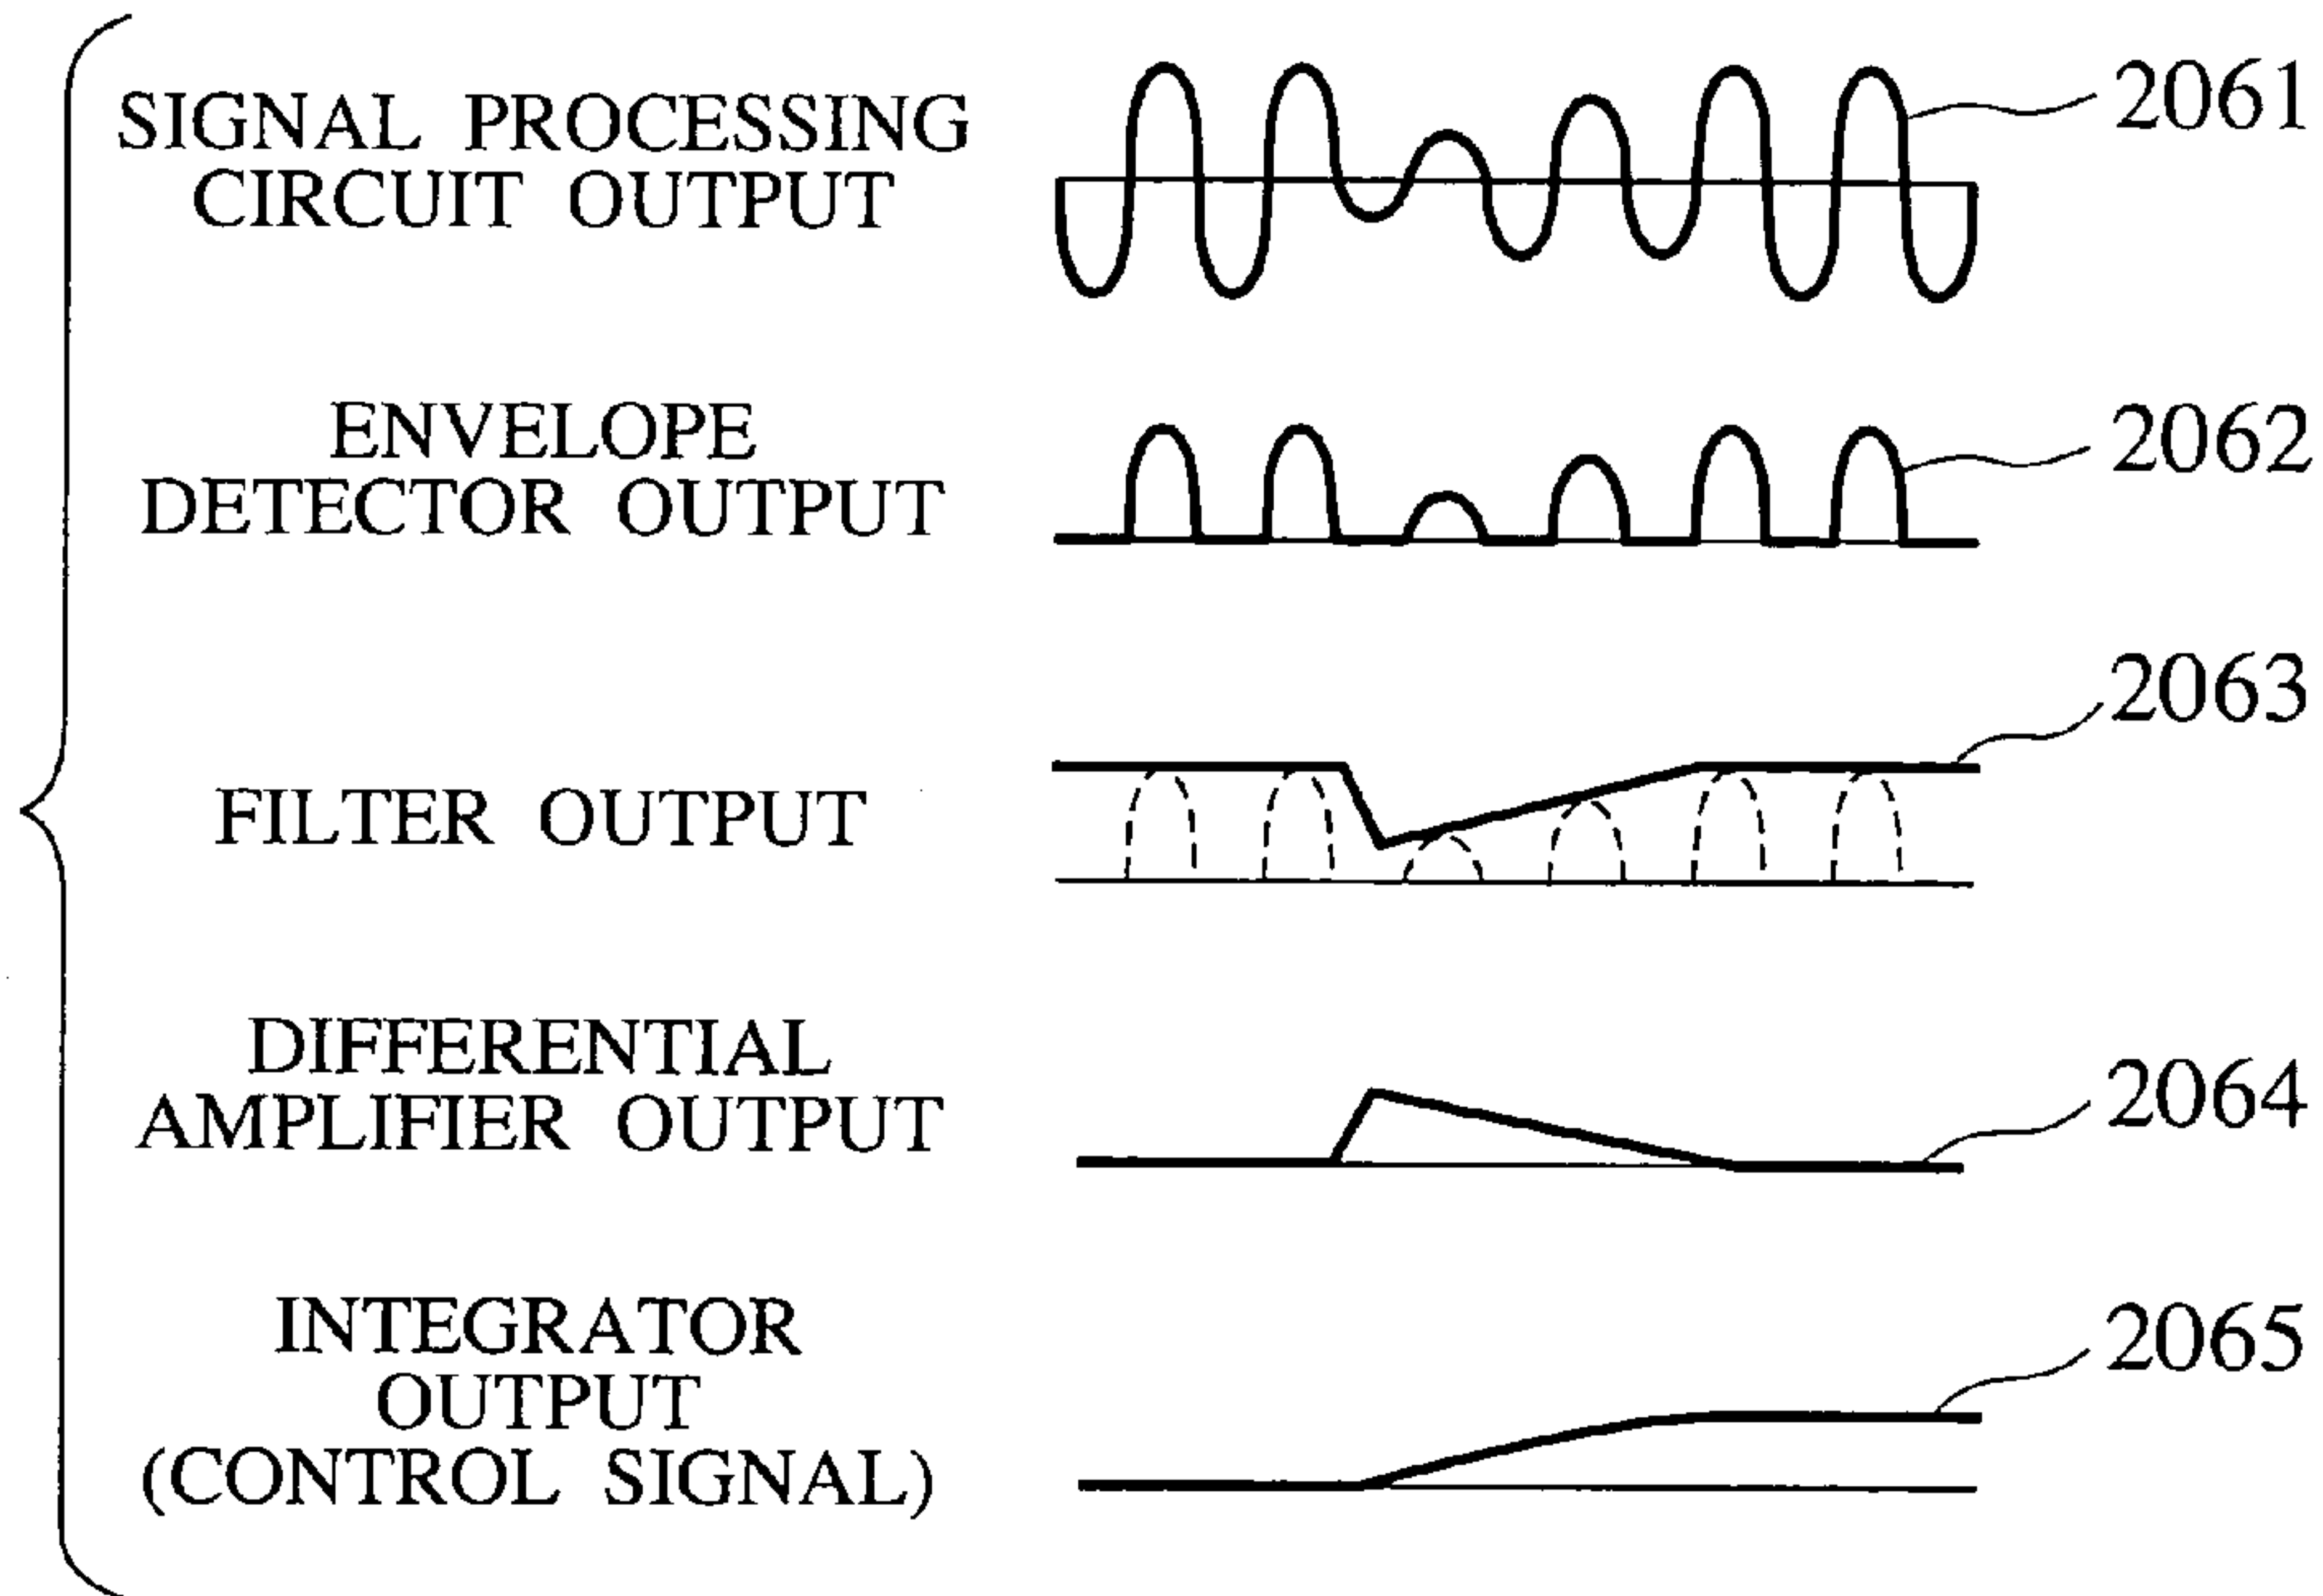 SIGNAL PROCESSING
CIRCUIT OUTPUT
2061
ENVELOPE
DETECTOR OUTPUT
2062
FILTER OUTPUT
2063
DIFFERENTIAL
AMPLIFIER OUTPUT
2064
INTEGRATOR
OUTPUT
(CONTROL SIGNAL)
2065